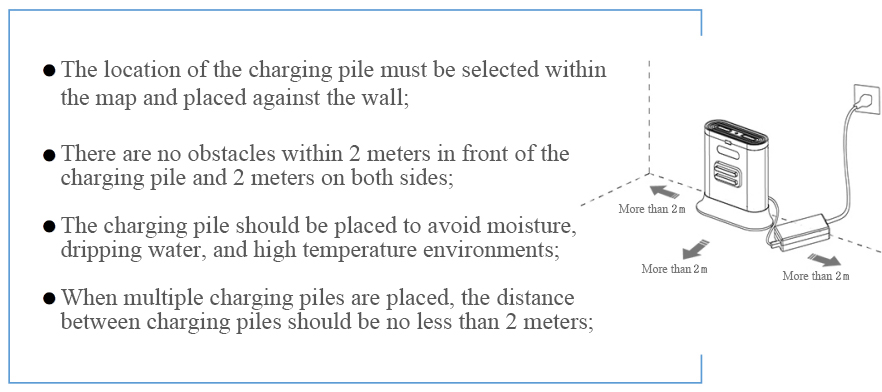 ● The location of the charging pile must be selected within
the map and placed against the wall;
● There are no obstacles within 2 meters in front of the
charging pile and 2 meters on both sides;
● The charging pile should be placed to avoid moisture,
dripping water, and high temperature environments;
● When multiple charging piles are placed, the distance
between charging piles should be no less than 2 meters;
More than 2m
More than 2m
More than 2m